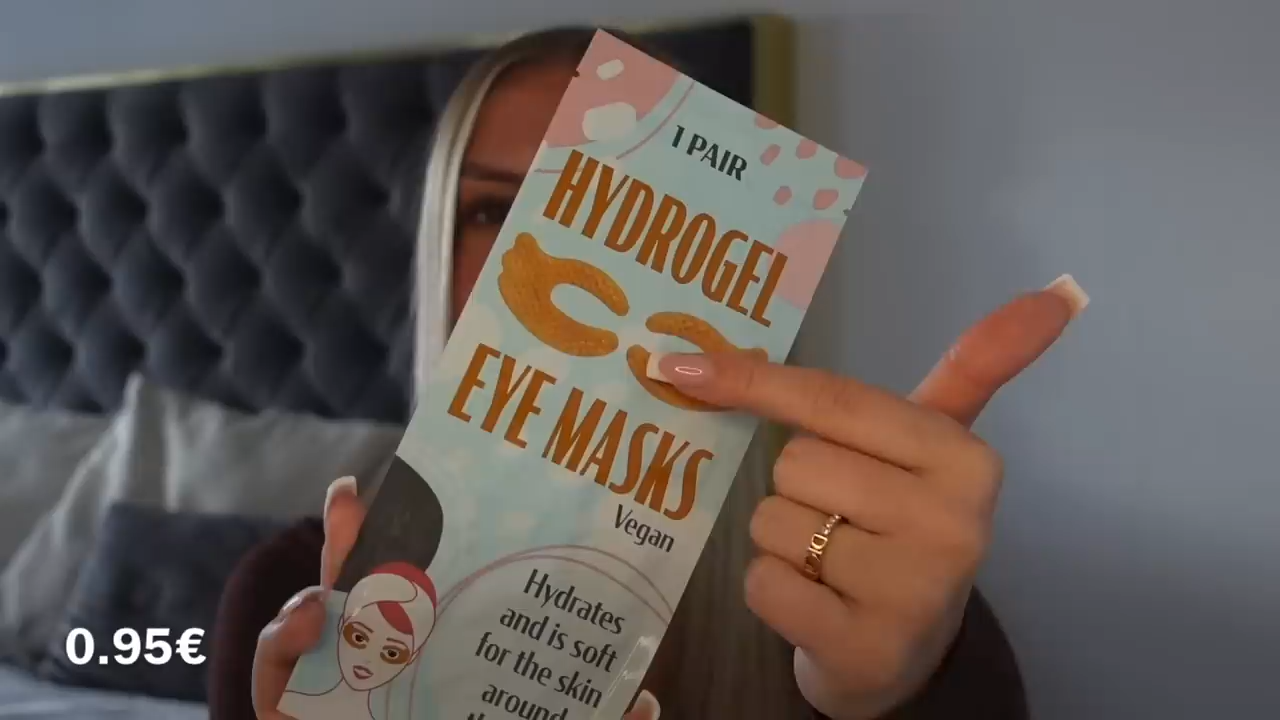 1 PAIR
HYDROGEL
EYE MASKS
Vegan
Hydrates
and is soft
for the skin
around
0.95€